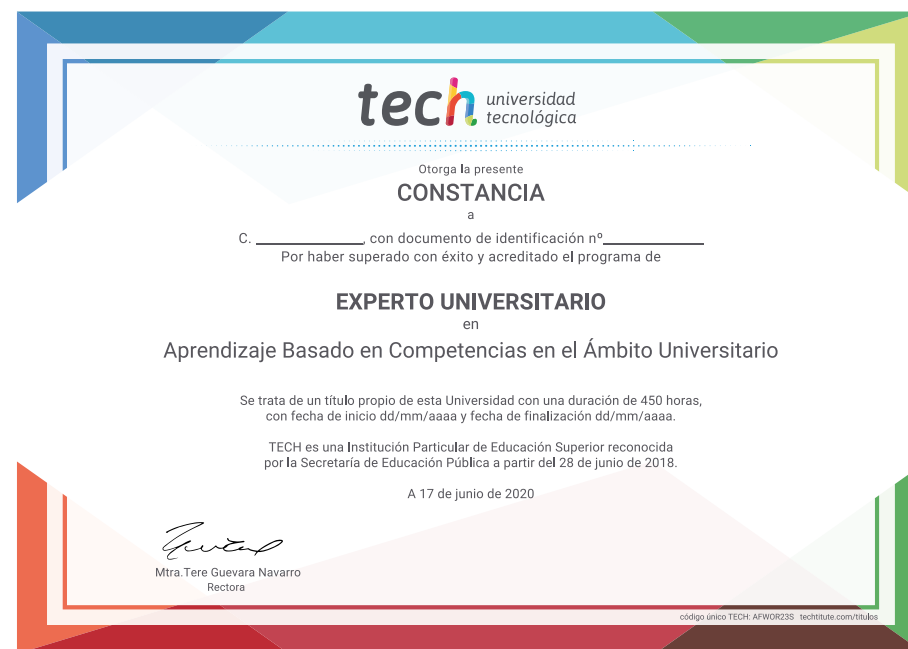 tech universidad
tecnológica
Otorga la presente
CONSTANCIA
a
C. ____________, con documento de identificación nº____________
Por haber superado con éxito y acreditado el programa de
EXPERTO UNIVERSITARIO
en
Aprendizaje Basado en Competencias en el Ámbito Universitario
Se trata de un título propio de esta Universidad con una duración de 450 horas,
con fecha de inicio dd/mm/aaaa y fecha de finalización dd/mm/aaaa.
TECH es una Institución Particular de Educación Superior reconocida
por la Secretaría de Educación Pública a partir del 28 de junio de 2018.
A 17 de junio de 2020
Mtra.Tere Guevara Navarro
Rectora
código único TECH: AFWOR23S techtitute.com/titulos